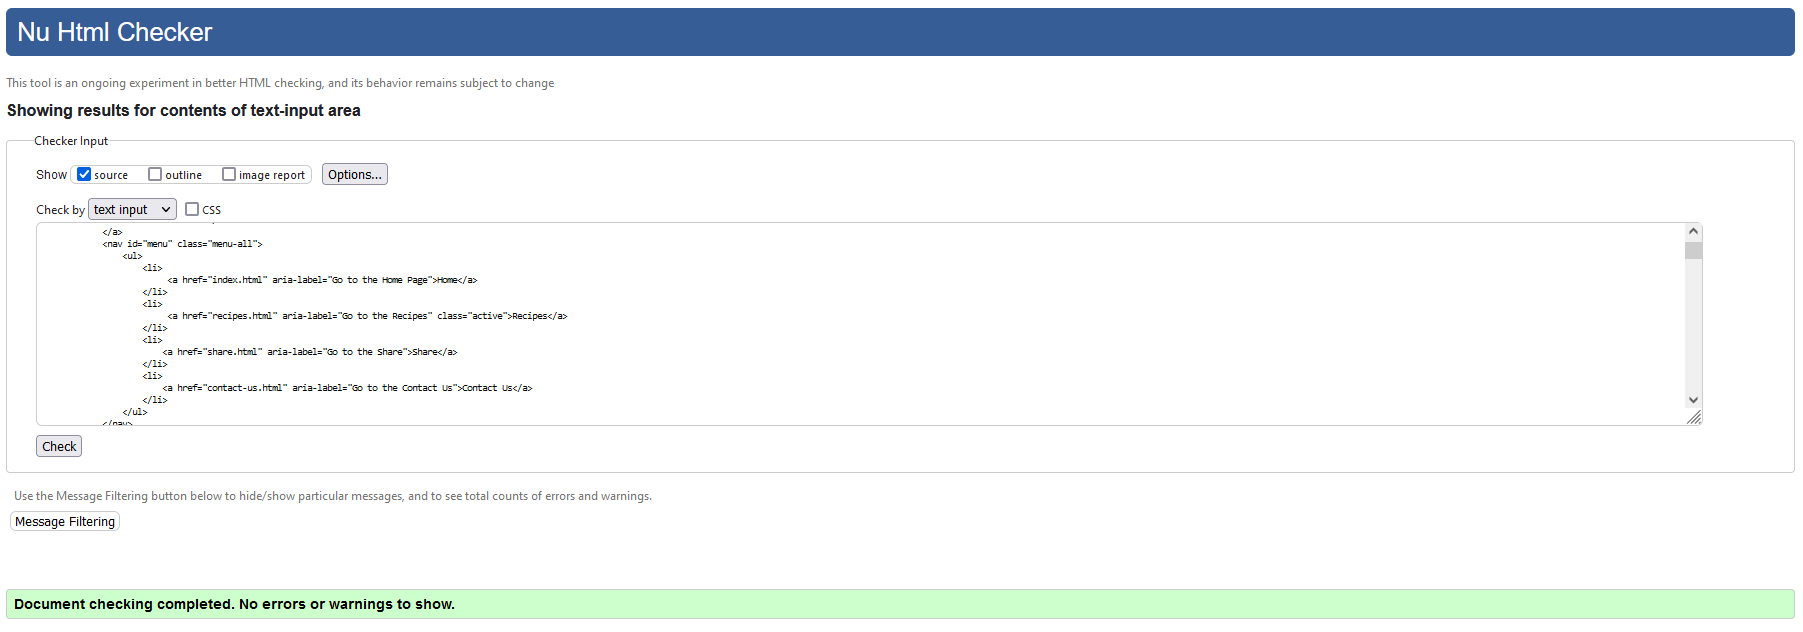 Nu Html Checker
This tool is an ongoing experiment in better HTML checking, and its behavior remains subject to change
Showing results for contents of text-input area
Checker Input
Show source outline image report Options...
Check by text input CSS
</a>
<nav id="menu" class="menu-all">
<ul>
<li>
<a href="index.html" aria-label="Go to the Home Page">Home</a>
</li>
<li>
<a href="recipes.html" aria-label="Go to the Recipes" class="active">Recipes</a>
</li>
<li>
<a href="share.html" aria-label="Go to the Share">Share</a>
</li>
<li>
<a href="contact-us.html" aria-label="Go to the Contact Us">Contact Us</a>
</li>
</ul>
</nav>
Check
Use the Message Filtering button below to hide/show particular messages, and to see total counts of errors and warnings.
Message Filtering
Document checking completed. No errors or warnings to show.